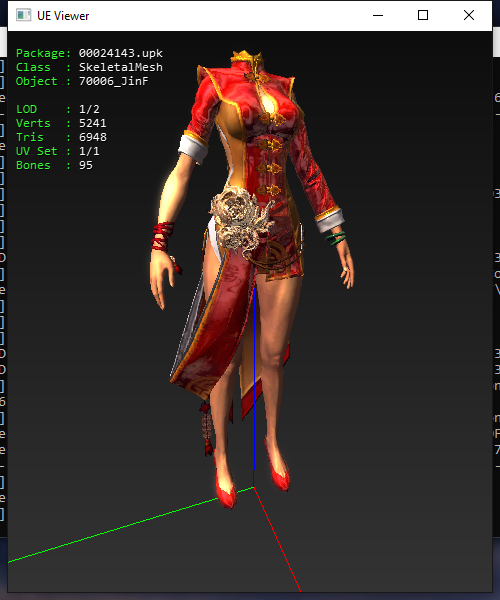 UE Viewer
Package: 00024143.upk
Class  : SkeletalMesh
Object : 70006_JinF
LOD    : 1/2
Verts  : 5241
Tris   : 6948
UV Set : 1/1
Bones  : 95